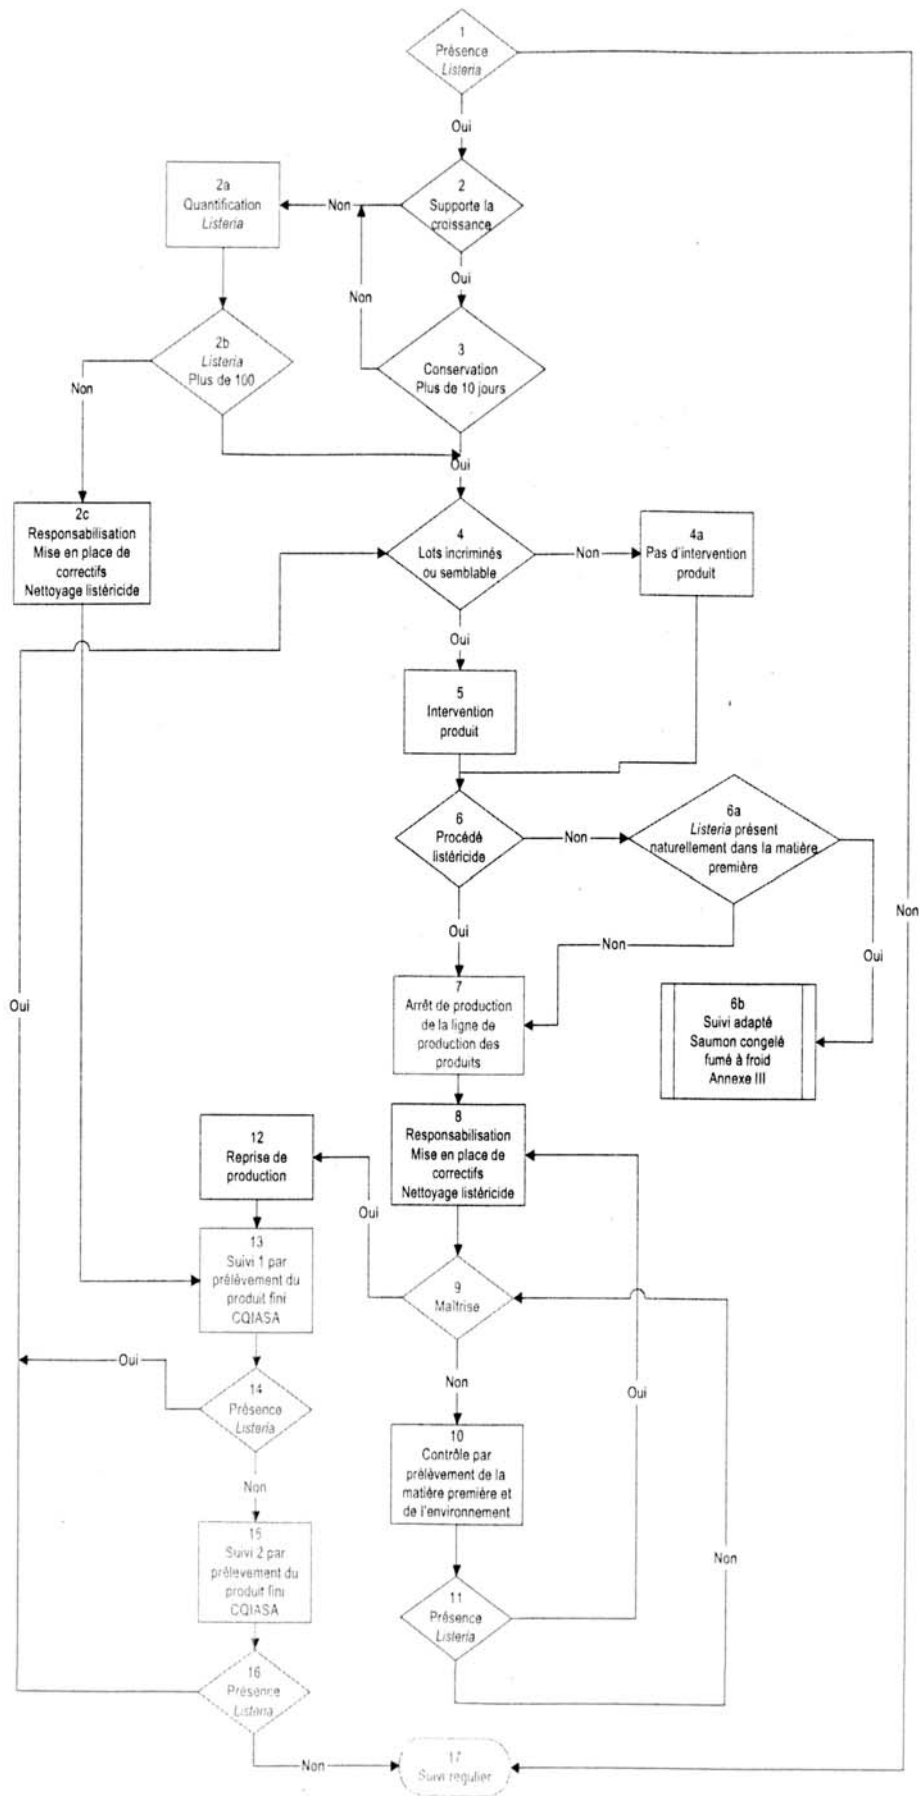 1
Présence
Listeria
Oui
2
Supporte la
croissance
Non
2a
Quantification
Listeria
Oui
Non
2b
Listeria
Plus de 100
3
Conservation
Plus de 10 jours
Non
Oui
2c
Responsabilisation
Mise en place de
correctifs
Nettoyage listéricide
4
Lots incriminés
ou semblable
Non
4a
Pas d'intervention
produit
Oui
5
Intervention
produit
6
Procédé
listéricide
Non
6a
Listeria présent
naturellement dans la matière
première
Non
Oui
Non
Oui
Oui
7
Arrêt de production
de la ligne de
production des
produits
6b
Suivi adapté
Saumon congelé
fumé à froid
Annexe III
8
Responsabilisation
Mise en place de
correctifs
Nettoyage listéricide
12
Reprise de
production
Oui
13
Suivi 1 par
prélèvement du
produit fini
CQIASA
9
Maîtrise
Oui
14
Présence
Listeria
Non
Oui
10
Contrôle par
prélèvement de la
matière première et
de l'environnement
Non
Non
15
Suivi 2 par
prélevement du
produit fini
CQIASA
11
Présence
Listeria
16
Présence
Listeria
Non
17
Suivi regulier